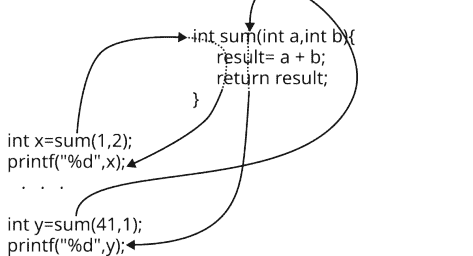 int sum(int a,int b){
result= a + b;
return result;
}
int x=sum(1,2);
printf("%d",x);
. . .
int y=sum(41,1);
printf("%d",y);